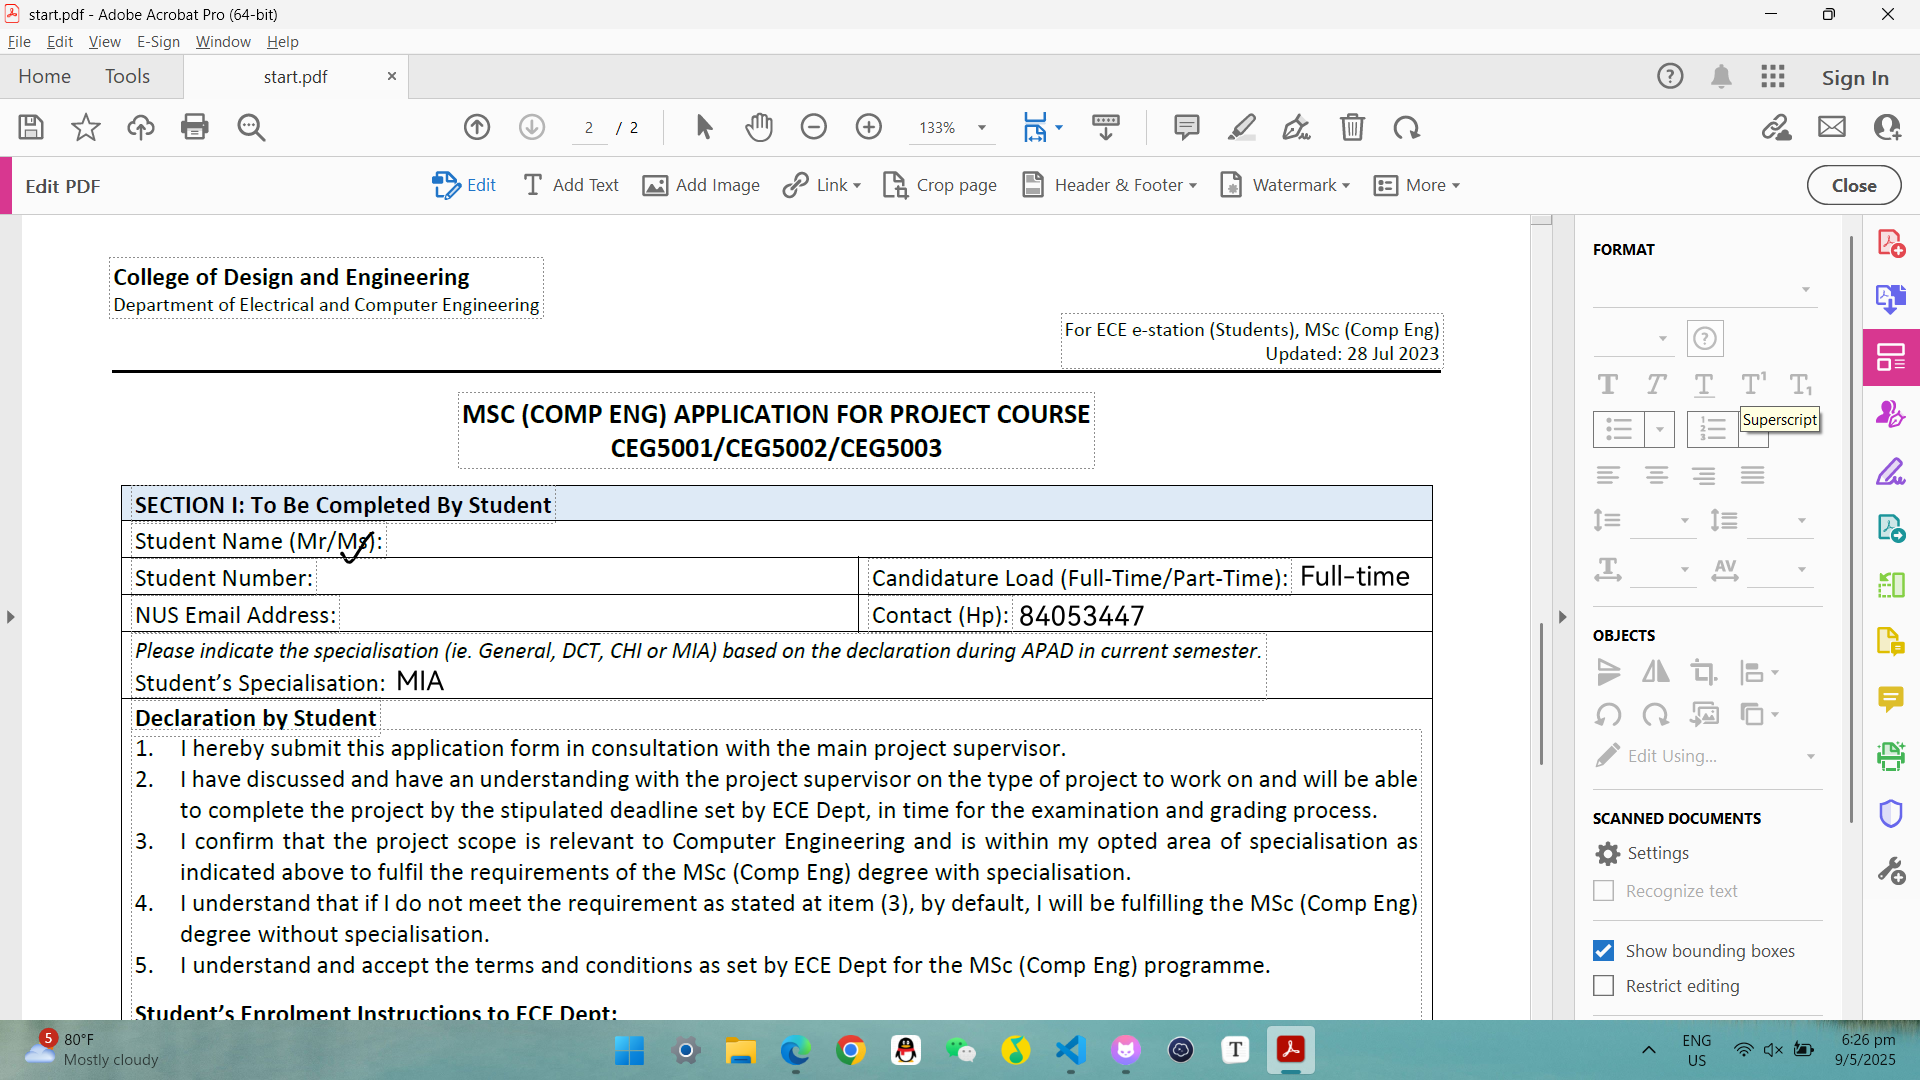 start.pdf - Adobe Acrobat Pro (64-bit)
File Edit View E-Sign Window Help
Home Tools start.pdf Sign In
2 / 2 133%
Edit PDF Edit Add Text Add Image Link Crop page Header & Footer Watermark More Close
College of Design and Engineering
Department of Electrical and Computer Engineering
For ECE e-station (Students), MSc (Comp Eng)
Updated: 28 Jul 2023
MSC (COMP ENG) APPLICATION FOR PROJECT COURSE
CEG5001/CEG5002/CEG5003
SECTION I: To Be Completed By Student
Student Name (Mr/Ms):
Student Number:
Candidature Load (Full-Time/Part-Time): Full-time
NUS Email Address:
Contact (Hp): 84053447
Please indicate the specialisation (ie. General, DCT, CHI or MIA) based on the declaration during APAD in current semester.
Student's Specialisation: MIA
Declaration by Student
1. I hereby submit this application form in consultation with the main project supervisor.
2. I have discussed and have an understanding with the project supervisor on the type of project to work on and will be able
to complete the project by the stipulated deadline set by ECE Dept, in time for the examination and grading process.
3. I confirm that the project scope is relevant to Computer Engineering and is within my opted area of specialisation as
indicated above to fulfil the requirements of the MSc (Comp Eng) degree with specialisation.
4. I understand that if I do not meet the requirement as stated at item (3), by default, I will be fulfilling the MSc (Comp Eng)
degree without specialisation.
5. I understand and accept the terms and conditions as set by ECE Dept for the MSc (Comp Eng) programme.
Student's Enrolment Instructions to ECE Dept:
FORMAT
Superscript
OBJECTS
Edit Using...
SCANNED DOCUMENTS
Settings
Recognize text
Show bounding boxes
Restrict editing
5
80°F
Mostly cloudy
ENG
US
6:26 pm
9/5/2025